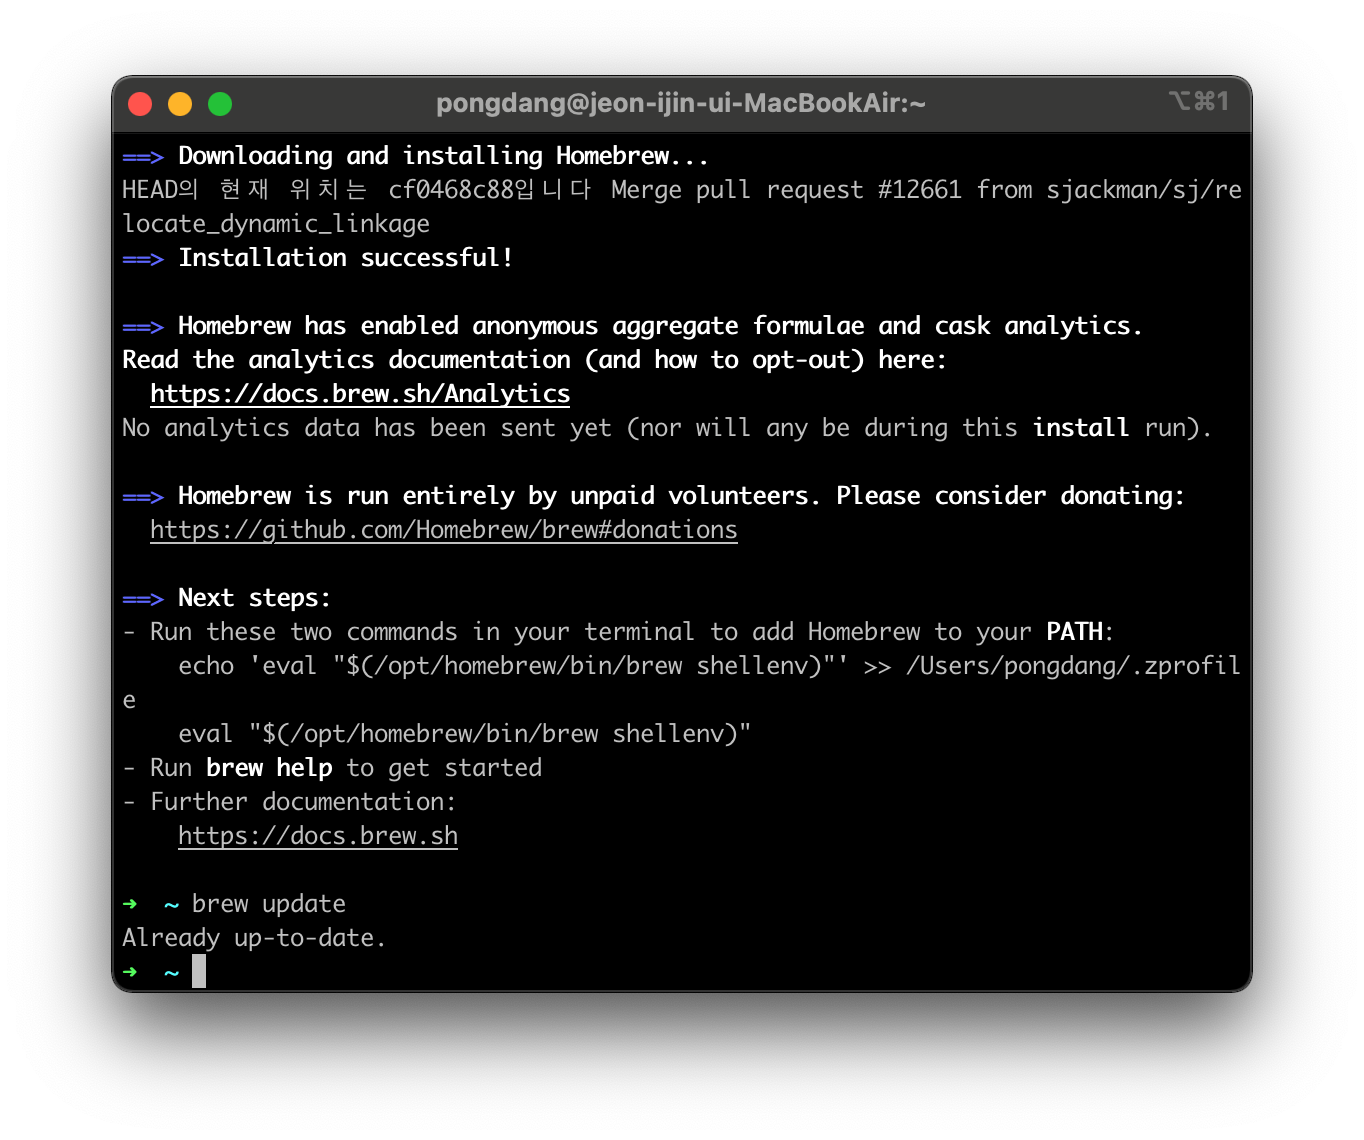 pongdang@jeon-ijin-ui-MacBookAir:~
⌥⌘1
==> Downloading and installing Homebrew...
HEAD의 현재 위치는 cf0468c88입니다 Merge pull request #12661 from sjackman/sj/re
locate_dynamic_linkage
==> Installation successful!
==> Homebrew has enabled anonymous aggregate formulae and cask analytics.
Read the analytics documentation (and how to opt-out) here:
  https://docs.brew.sh/Analytics
No analytics data has been sent yet (nor will any be during this install run).
==> Homebrew is run entirely by unpaid volunteers. Please consider donating:
  https://github.com/Homebrew/brew#donations
==> Next steps:
- Run these two commands in your terminal to add Homebrew to your PATH:
    echo 'eval "$(/opt/homebrew/bin/brew shellenv)"' >> /Users/pongdang/.zprofil
e
    eval "$(/opt/homebrew/bin/brew shellenv)"
- Run brew help to get started
- Further documentation:
    https://docs.brew.sh
➜  ~ brew update
Already up-to-date.
➜  ~